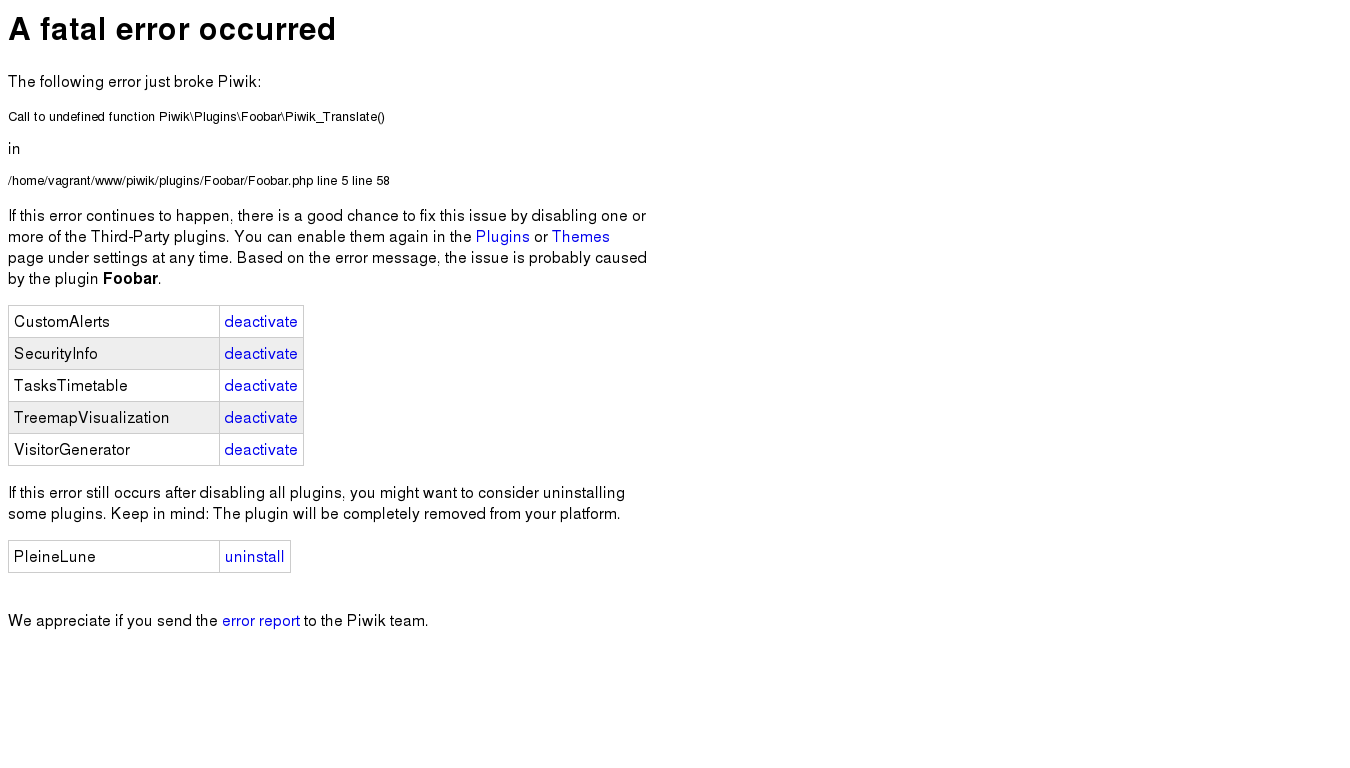 A fatal error occurred
The following error just broke Piwik:
Call to undefined function Piwik\Plugins\Foobar\Piwik_Translate()
in
/home/vagrant/www/piwik/plugins/Foobar/Foobar.php line 5 line 58
If this error continues to happen, there is a good chance to fix this issue by disabling one or
more of the Third-Party plugins. You can enable them again in the Plugins or Themes
page under settings at any time. Based on the error message, the issue is probably caused
by the plugin Foobar.
CustomAlerts deactivate
SecurityInfo deactivate
TasksTimetable deactivate
TreemapVisualization deactivate
VisitorGenerator deactivate
If this error still occurs after disabling all plugins, you might want to consider uninstalling
some plugins. Keep in mind: The plugin will be completely removed from your platform.
PleineLune uninstall
We appreciate if you send the error report to the Piwik team.